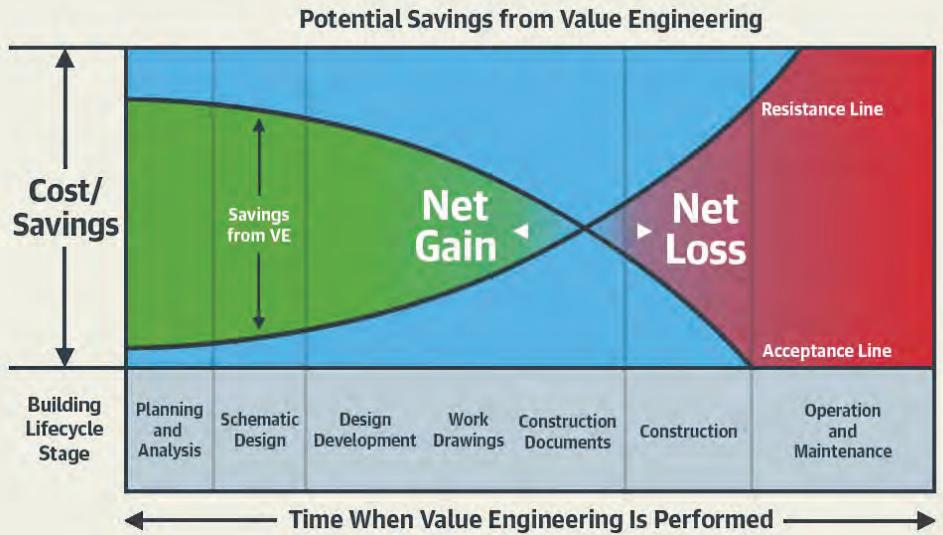 Potential Savings from Value Engineering
Cost/
Savings
Savings
from VE
Net
Gain
Net
Loss
Resistance Line
Acceptance Line
Building
Lifecycle
Stage
Planning
and
Analysis
Schematic
Design
Design
Development
Work
Drawings
Construction
Documents
Construction
Operation
and
Maintenance
Time When Value Engineering Is Performed